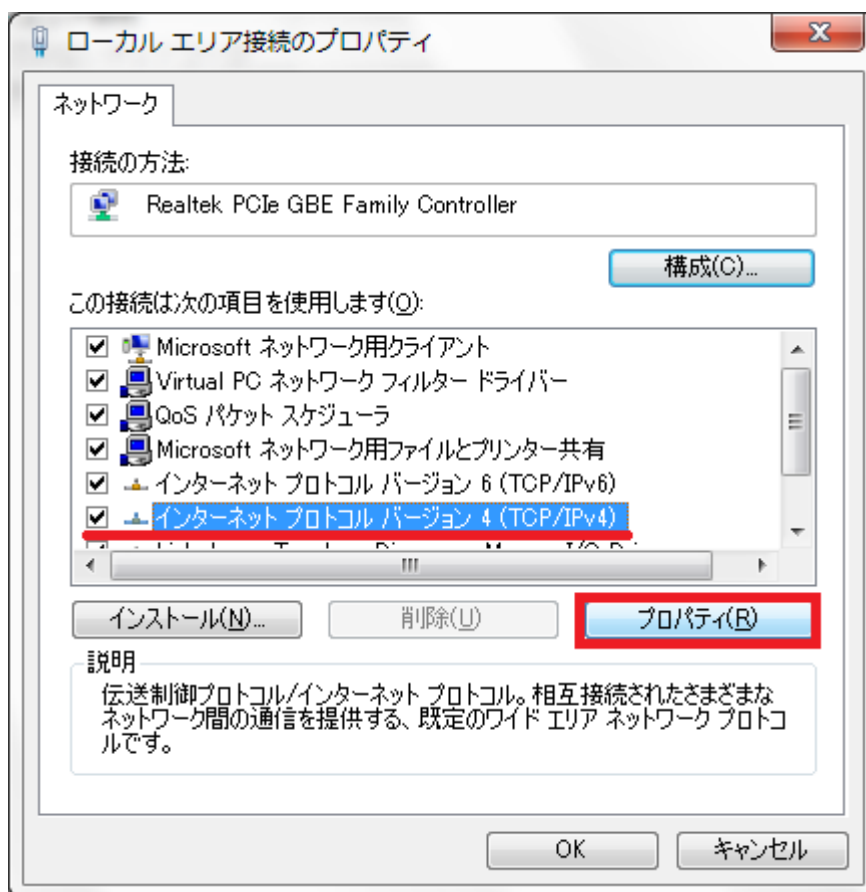 ローカル エリア接続のプロパティ
ネットワーク
接続の方法:
Realtek PCIe GBE Family Controller
構成(C)...
この接続は次の項目を使用します(O):
Microsoft ネットワーク用クライアント
Virtual PC ネットワーク フィルター ドライバー
QoS パケット スケジューラ
Microsoft ネットワーク用ファイルとプリンター共有
インターネット プロトコル バージョン 6 (TCP/IPv6)
インターネット プロトコル バージョン 4 (TCP/IPv4)
インストール(N)...
削除(U)
プロパティ(R)
説明
伝送制御プロトコル/インターネット プロトコル。相互接続されたさまざまな
ネットワーク間の通信を提供する、既定のワイド エリア ネットワーク プロトコ
ルです。
OK
キャンセル